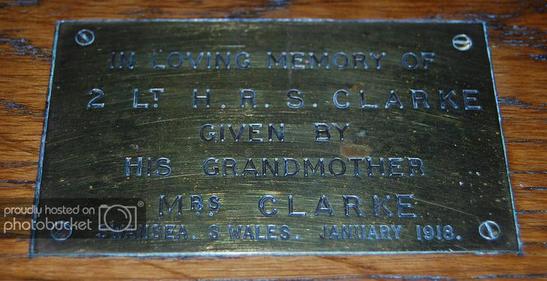 IN LOVING MEMORY OF
2 LT H. R. S. CLARKE
GIVEN BY
HIS GRANDMOTHER
MRS CLARKE
SWANSEA. S. WALES. JANUARY 1918.
proudly hosted on
photobucket